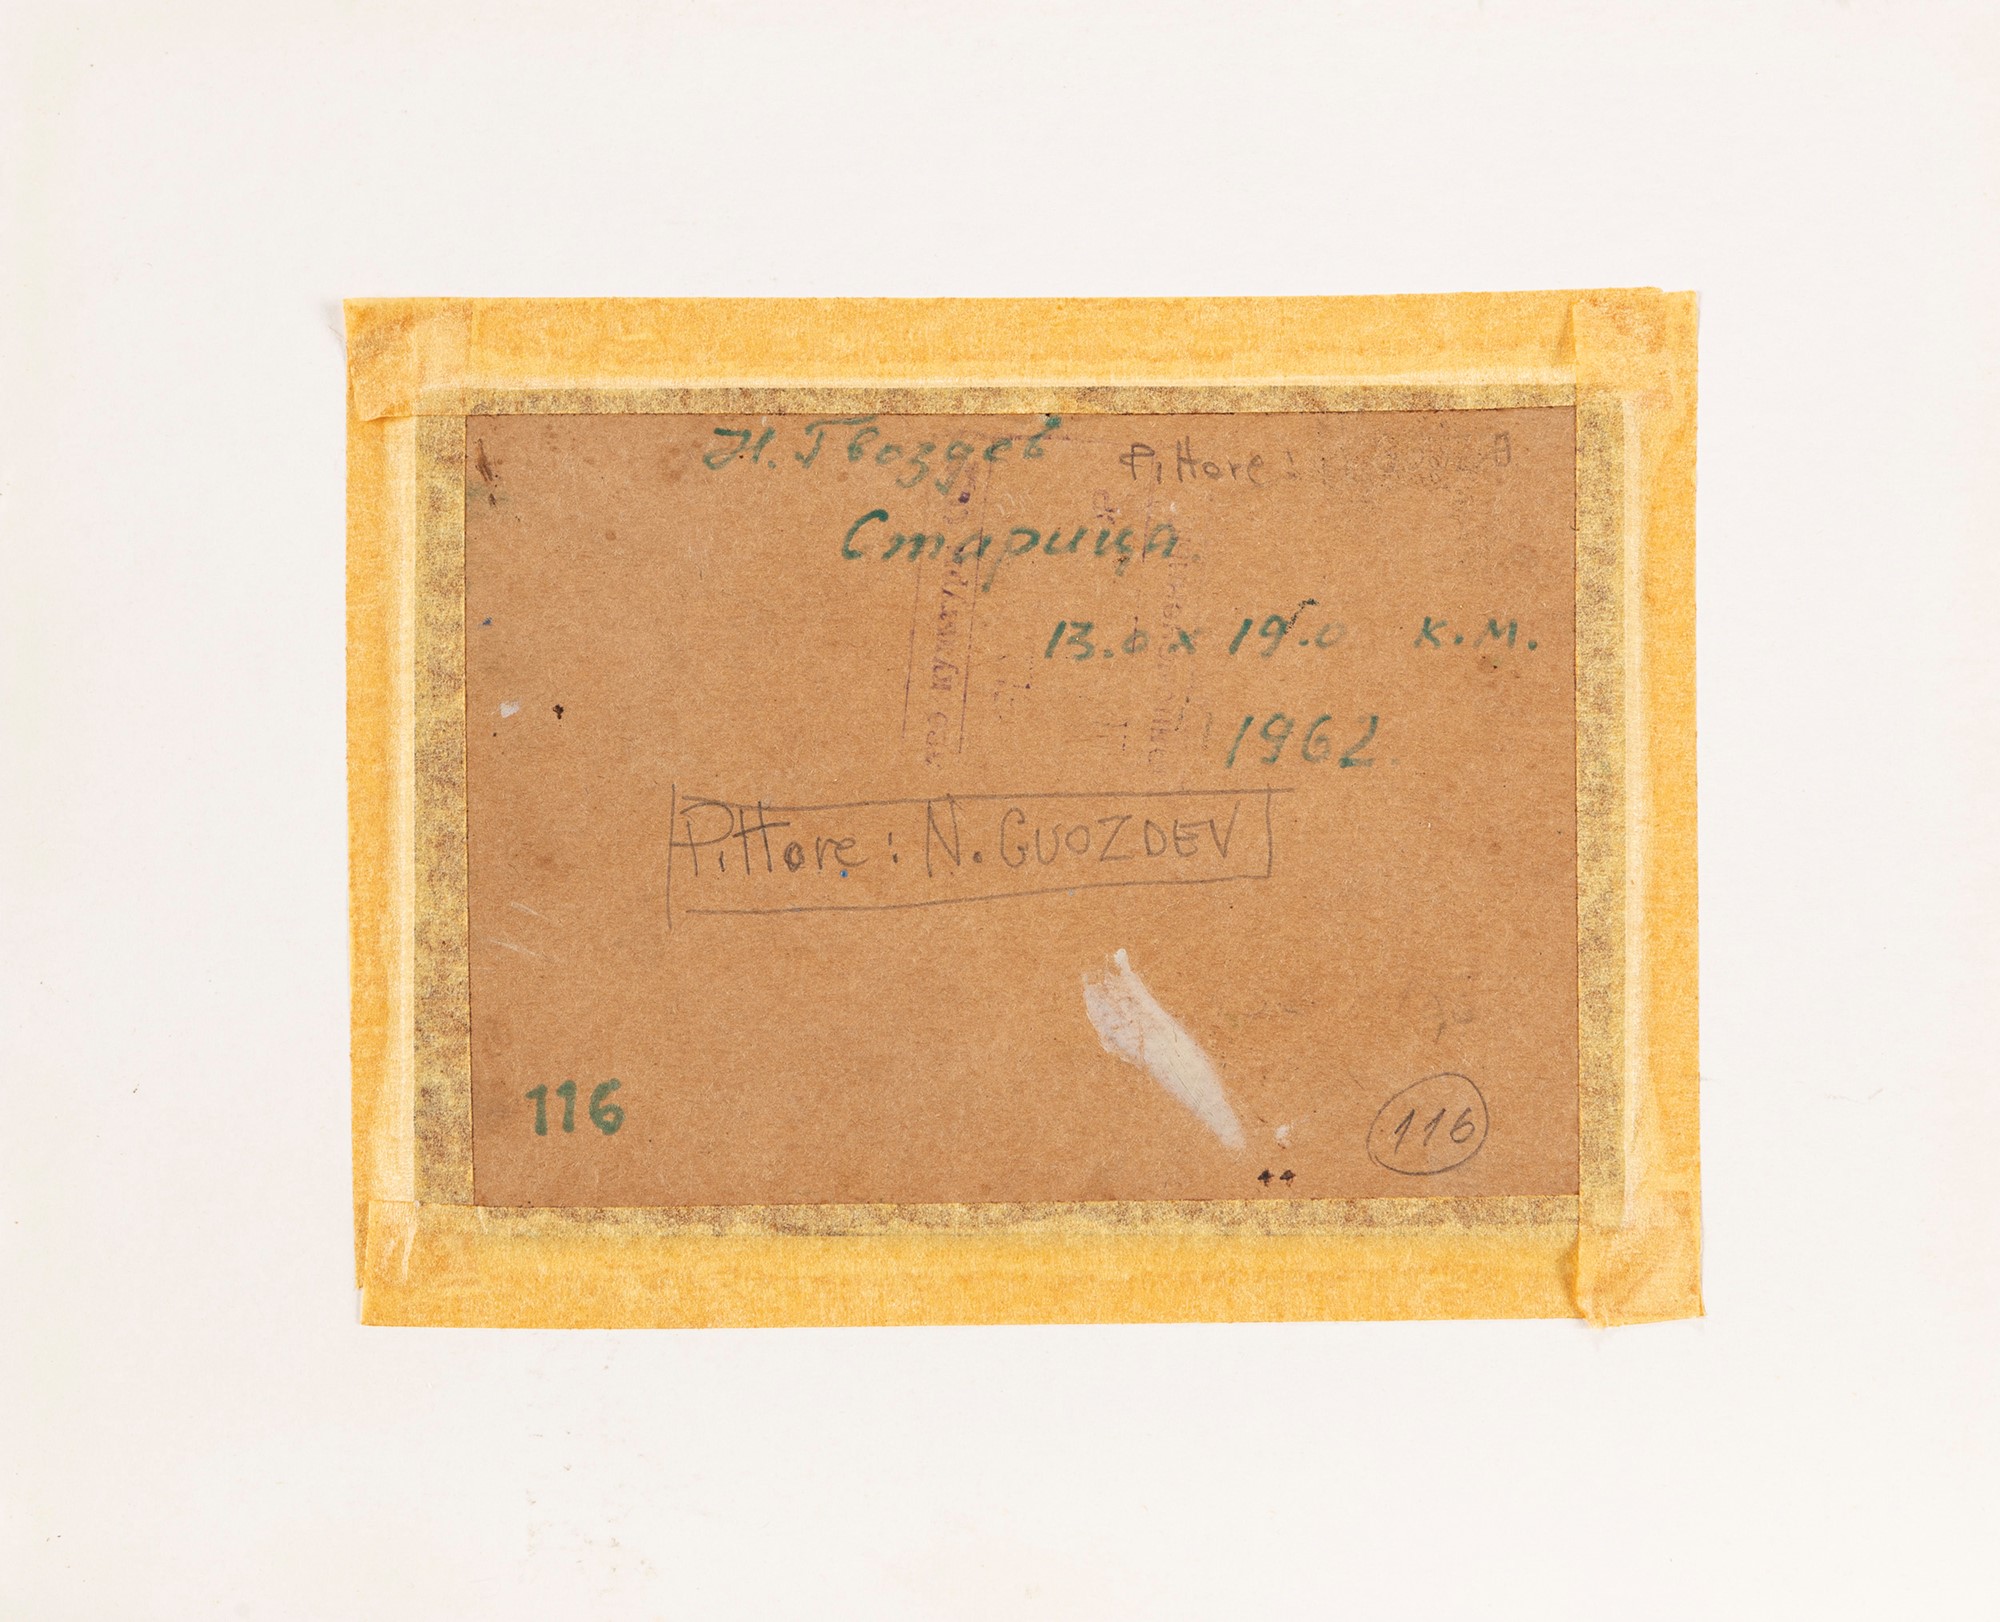 Н. Гвоздев
Pittore:
Старица.
13.0 х 19.0 к.м.
1962.
Pittore: N. GUOZDEV
116
116